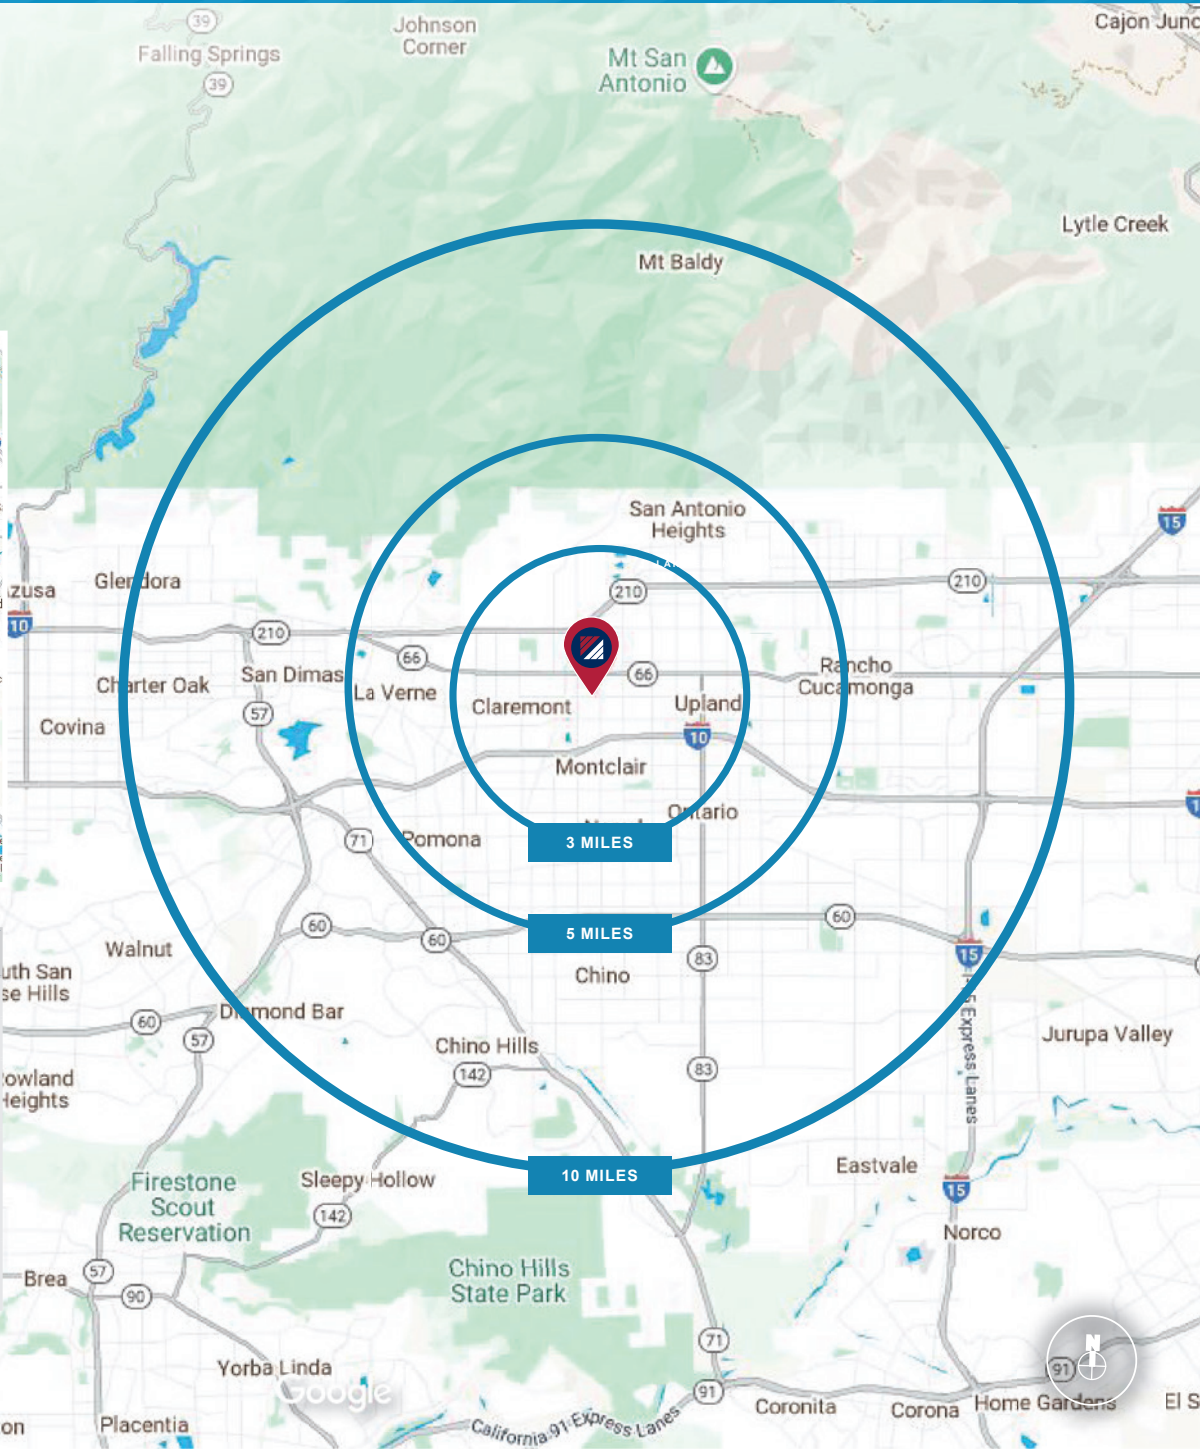 39
Johnson
Corner
Cajon Junc
Falling Springs
39
Mt San
Antonio
Lytle Creek
Mt Baldy
San Antonio
Heights
15
Glendora
zusa
210
210
10
210
66
San Dimas
66
Rancho
Cucamonga
Charter Oak
La Verne
Claremont
Upland
57
Covina
10
Montclair
Ontario
71
Pomona
3 MILES
60
60
60
5 MILES
Walnut
15
83
uth San
se Hills
Chino
60
Diamond Bar
57
I-15 Express Lanes
Jurupa Valley
Chino Hills
142
83
owland
Heights
Eastvale
10 MILES
Firestone
Scout
Reservation
Sleepy Hollow
15
142
Norco
Chino Hills
State Park
57
Brea
90
71
N
91
Yorba Linda
Google
91
Coronita
Corona
Home Gardens
El S
on
Placentia
California 91 Express Lanes